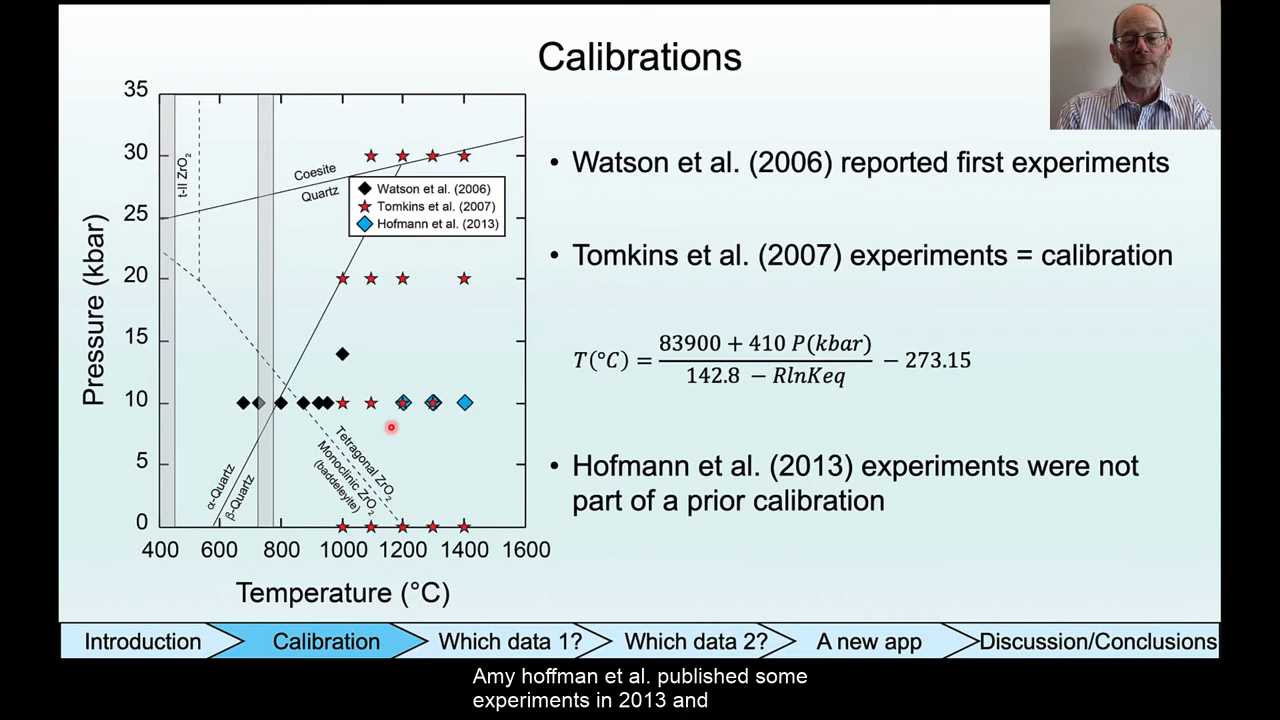 Calibrations
35
30
25
20
15
10
5
0
Pressure (kbar)
t-II ZrO₂
Coesite
Quartz
Watson et al. (2006)
Tomkins et al. (2007)
Hofmann et al. (2013)
α-Quartz
β-Quartz
Tetragonal ZrO₂
Monoclinic ZrO₂
(baddeleyite)
400 600 800 1000 1200 1400 1600
Temperature (°C)
• Watson et al. (2006) reported first experiments
• Tomkins et al. (2007) experiments = calibration
T(°C) = (83900 + 410 P(kbar)) / (142.8 − RlnKeq) − 273.15
• Hofmann et al. (2013) experiments were not
part of a prior calibration
Introduction Calibration Which data 1? Which data 2? A new app Discussion/Conclusions
Amy hoffman et al. published some
experiments in 2013 and